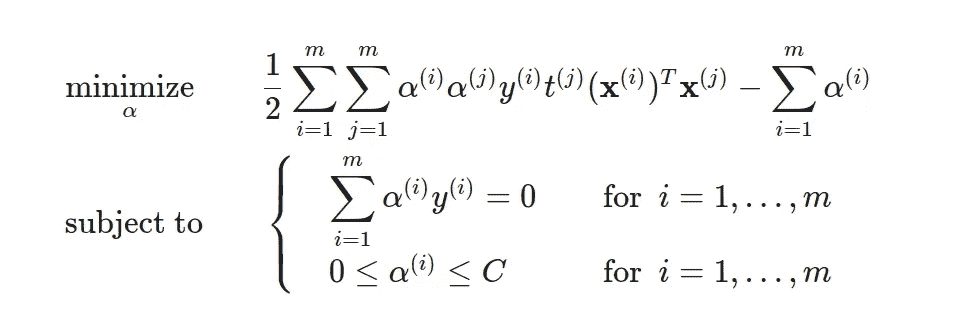 minimize α 1/2 ∑_{i=1}^{m} ∑_{j=1}^{m} α^{(i)} α^{(j)} y^{(i)} t^{(j)} (𝐱^{(i)})^T 𝐱^{(j)} − ∑_{i=1}^{m} α^{(i)}
subject to { ∑_{i=1}^{m} α^{(i)} y^{(i)} = 0 for i = 1, …, m
0 ≤ α^{(i)} ≤ C for i = 1, …, m